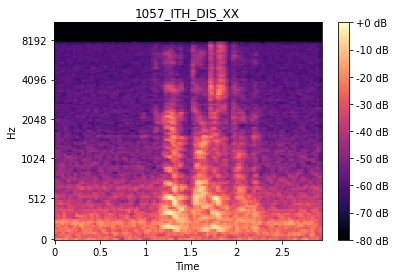 1057_ITH_DIS_XX
+0 dB
8192
-10 dB
4096
-20 dB
-30 dB
2048
Hz
-40 dB
1024
-50 dB
512
-60 dB
-70 dB
0
-80 dB
0 0.5 1 1.5 2 2.5
Time